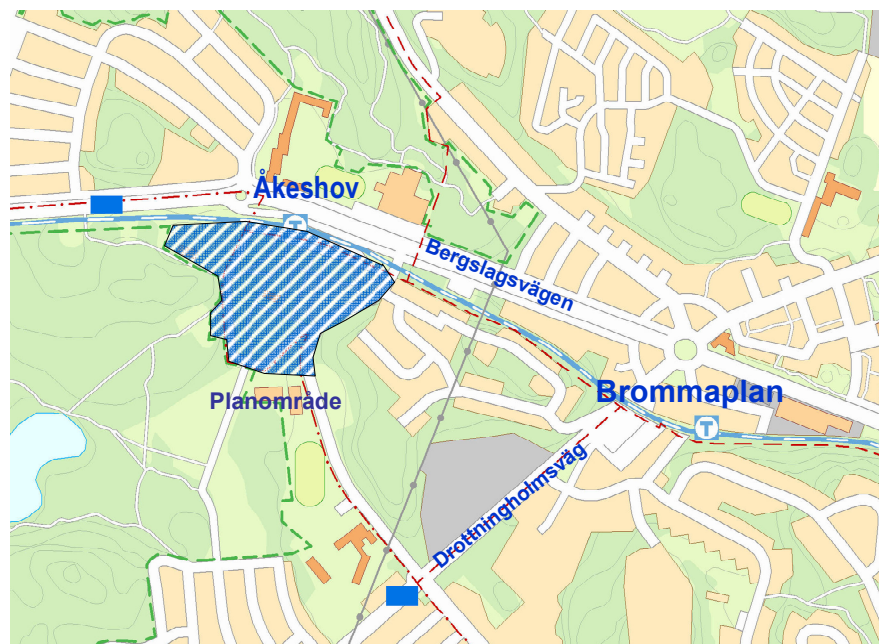 Åkeshov
T
Bergslagsvägen
Planområde
Brommaplan
T
Drottningholmsväg